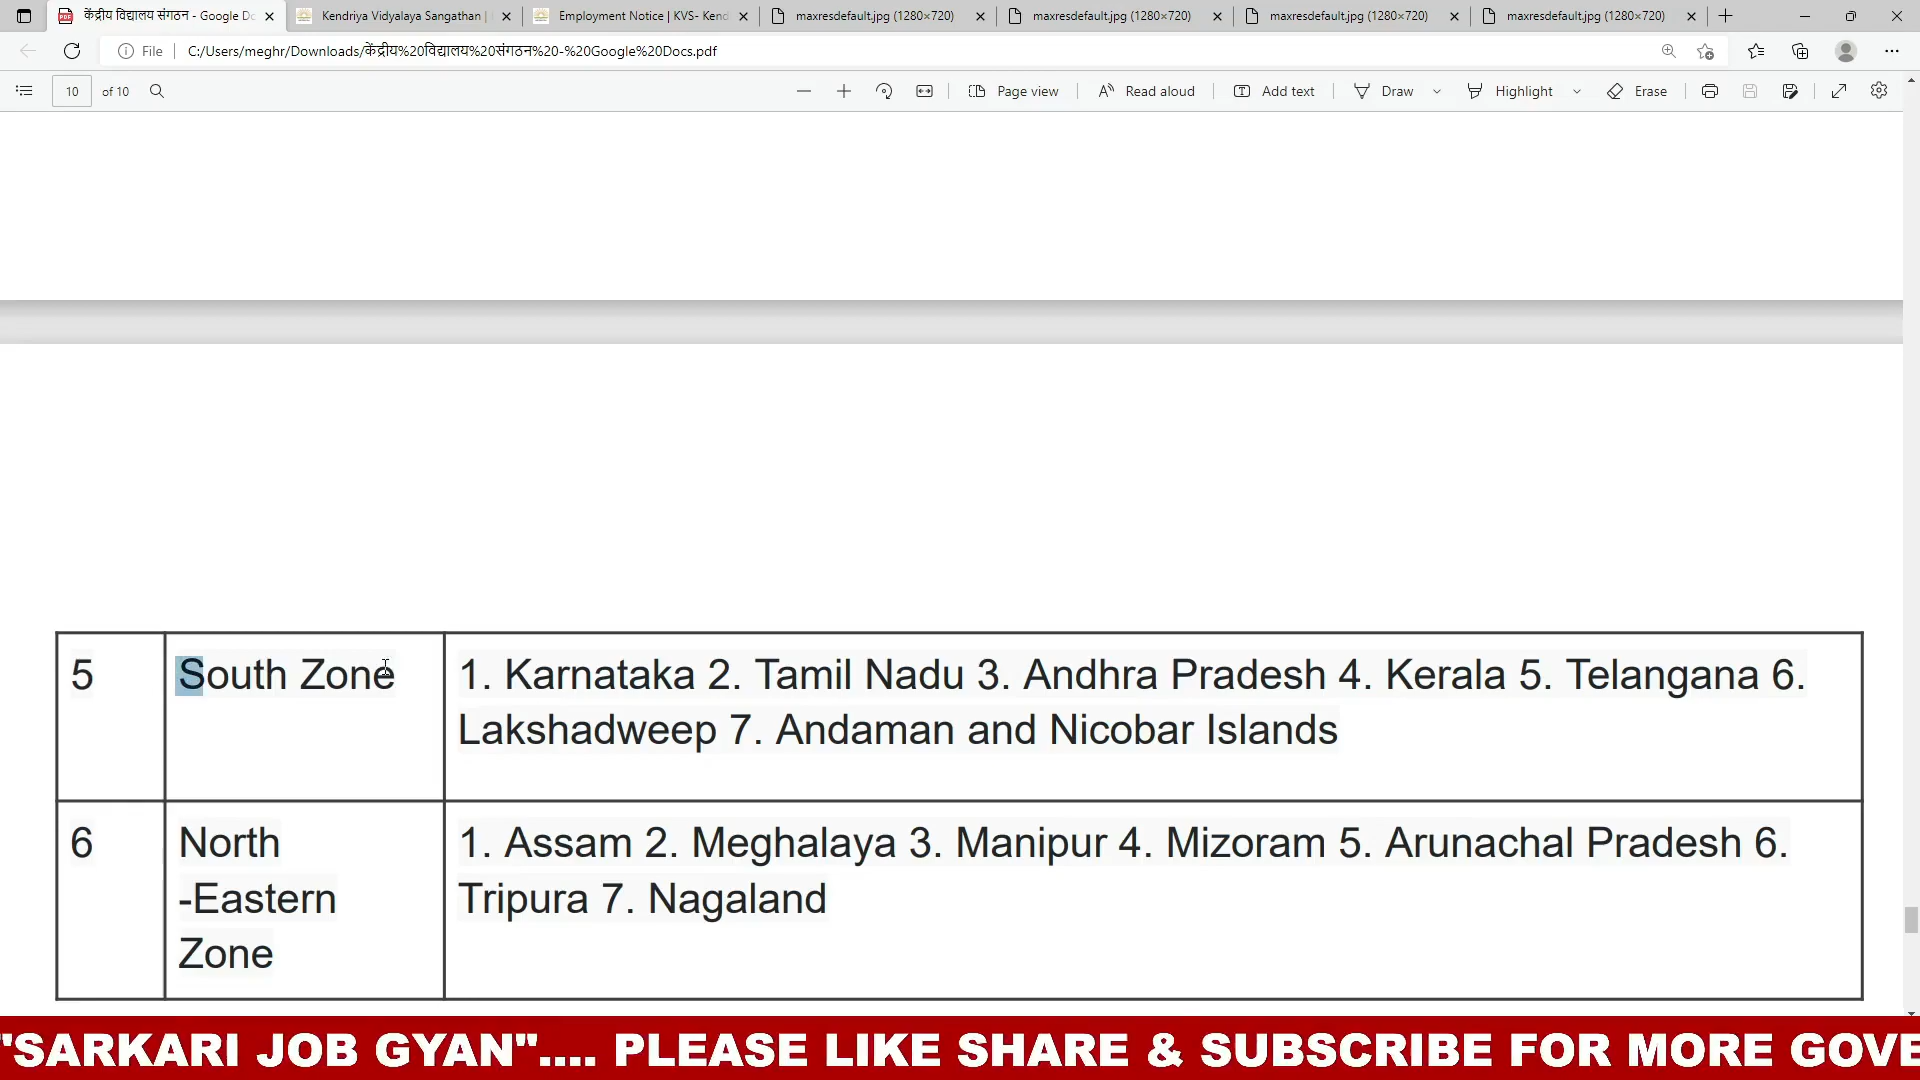 केंद्रीय विद्यालय संगठन - Google Dc
Kendriya Vidyalaya Sangathan |
Employment Notice | KVS- Kend
maxresdefault.jpg (1280×720)
maxresdefault.jpg (1280×720)
maxresdefault.jpg (1280×720)
maxresdefault.jpg (1280×720)
File
C:/Users/meghr/Downloads/केंद्रीय%20विद्यालय%20संगठन%20-%20Google%20Docs.pdf
10 of 10
Page view
Read aloud
Add text
Draw
Highlight
Erase
5
South Zone
1. Karnataka 2. Tamil Nadu 3. Andhra Pradesh 4. Kerala 5. Telangana 6.
Lakshadweep 7. Andaman and Nicobar Islands
6
North
-Eastern
Zone
1. Assam 2. Meghalaya 3. Manipur 4. Mizoram 5. Arunachal Pradesh 6.
Tripura 7. Nagaland
"SARKARI JOB GYAN".... PLEASE LIKE SHARE & SUBSCRIBE FOR MORE GOVE